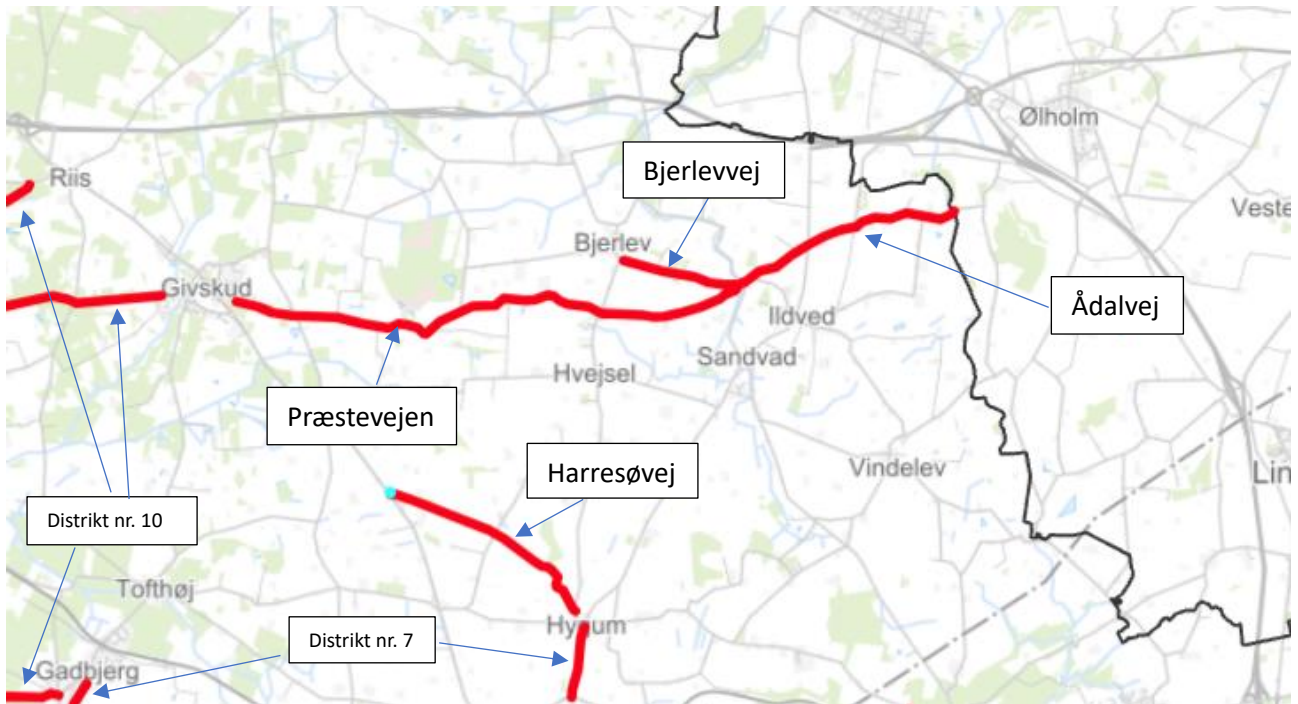 Ølholm
Bjerlevvej
Riis
Veste
Bjerlev
Givskud
Ådalvej
Ildved
Sandvad
Hvejsel
Præstevejen
Harresøvej
Vindelev
Lin
Distrikt nr. 10
Tofthøj
Hygum
Distrikt nr. 7
Gadbjerg